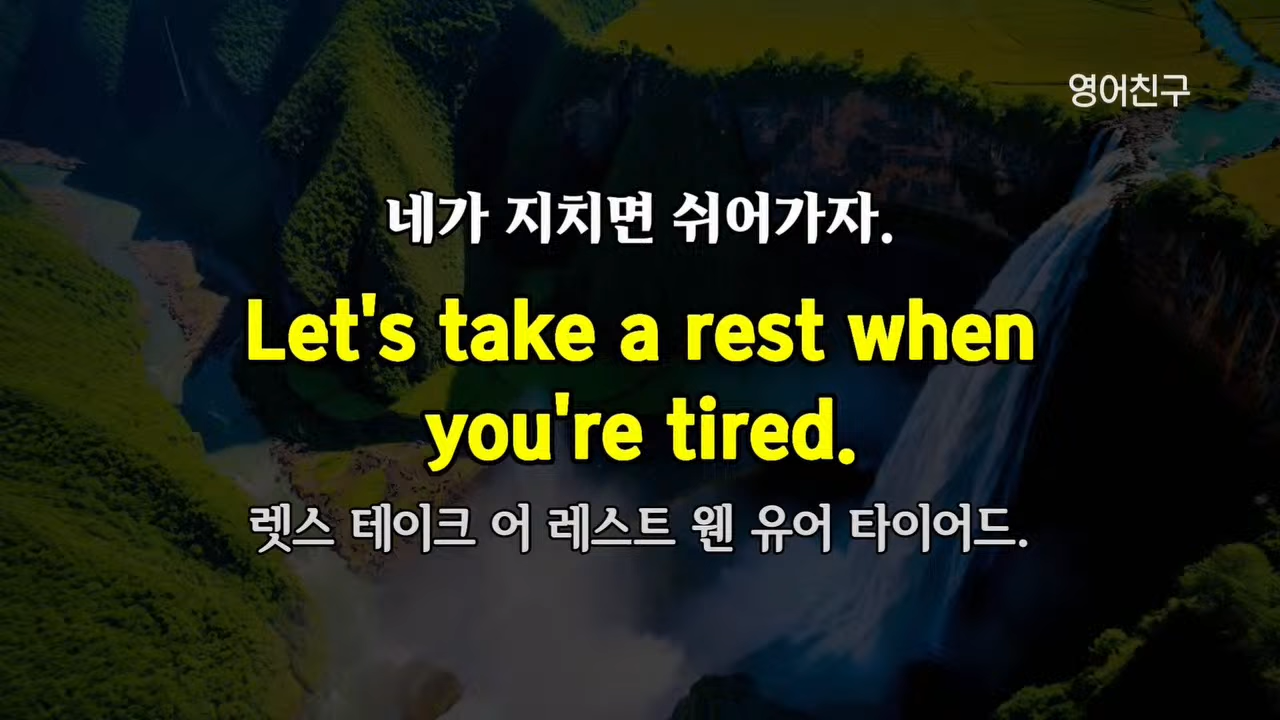 영어친구
네가 지치면 쉬어가자.
Let's take a rest when
you're tired.
렛스 테이크 어 레스트 웬 유어 타이어드.